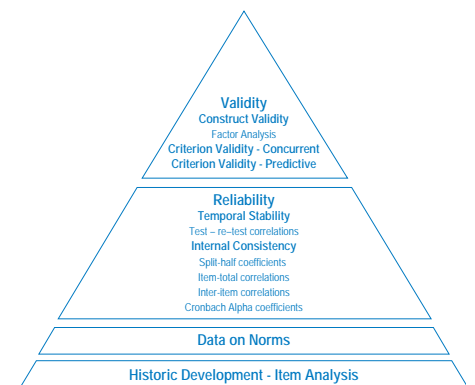 Validity
Construct Validity
Factor Analysis
Criterion Validity - Concurrent
Criterion Validity - Predictive
Reliability
Temporal Stability
Test – re–test correlations
Internal Consistency
Split-half coefficients
Item-total correlations
Inter-item correlations
Cronbach Alpha coefficients
Data on Norms
Historic Development - Item Analysis